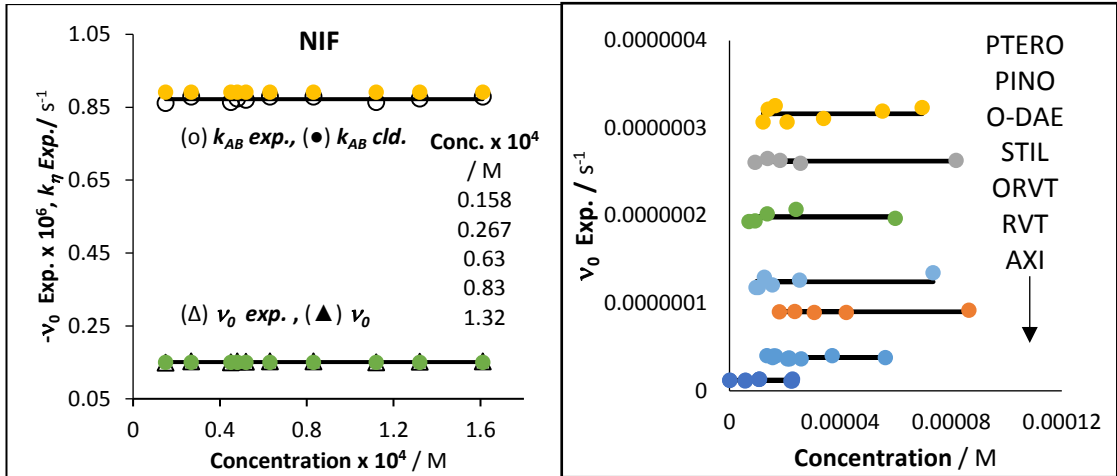 NIF
-ν₀ Exp. x 10⁶, kη Exp./ s⁻¹
1.05
0.85
0.65
0.45
0.25
0.05
(o) k_AB exp., (●) k_AB cld.
Conc. x 10⁴
/ M
0.158
0.267
0.63
0.83
1.32
(Δ) ν₀ exp. , (▲) ν₀
0 0.4 0.8 1.2 1.6
Concentration x 10⁴ / M
ν₀ Exp. / s⁻¹
0.0000004
0.0000003
0.0000002
0.0000001
0
PTERO
PINO
O-DAE
STIL
ORVT
RVT
AXI
0 0.00004 0.00008 0.00012
Concentration / M